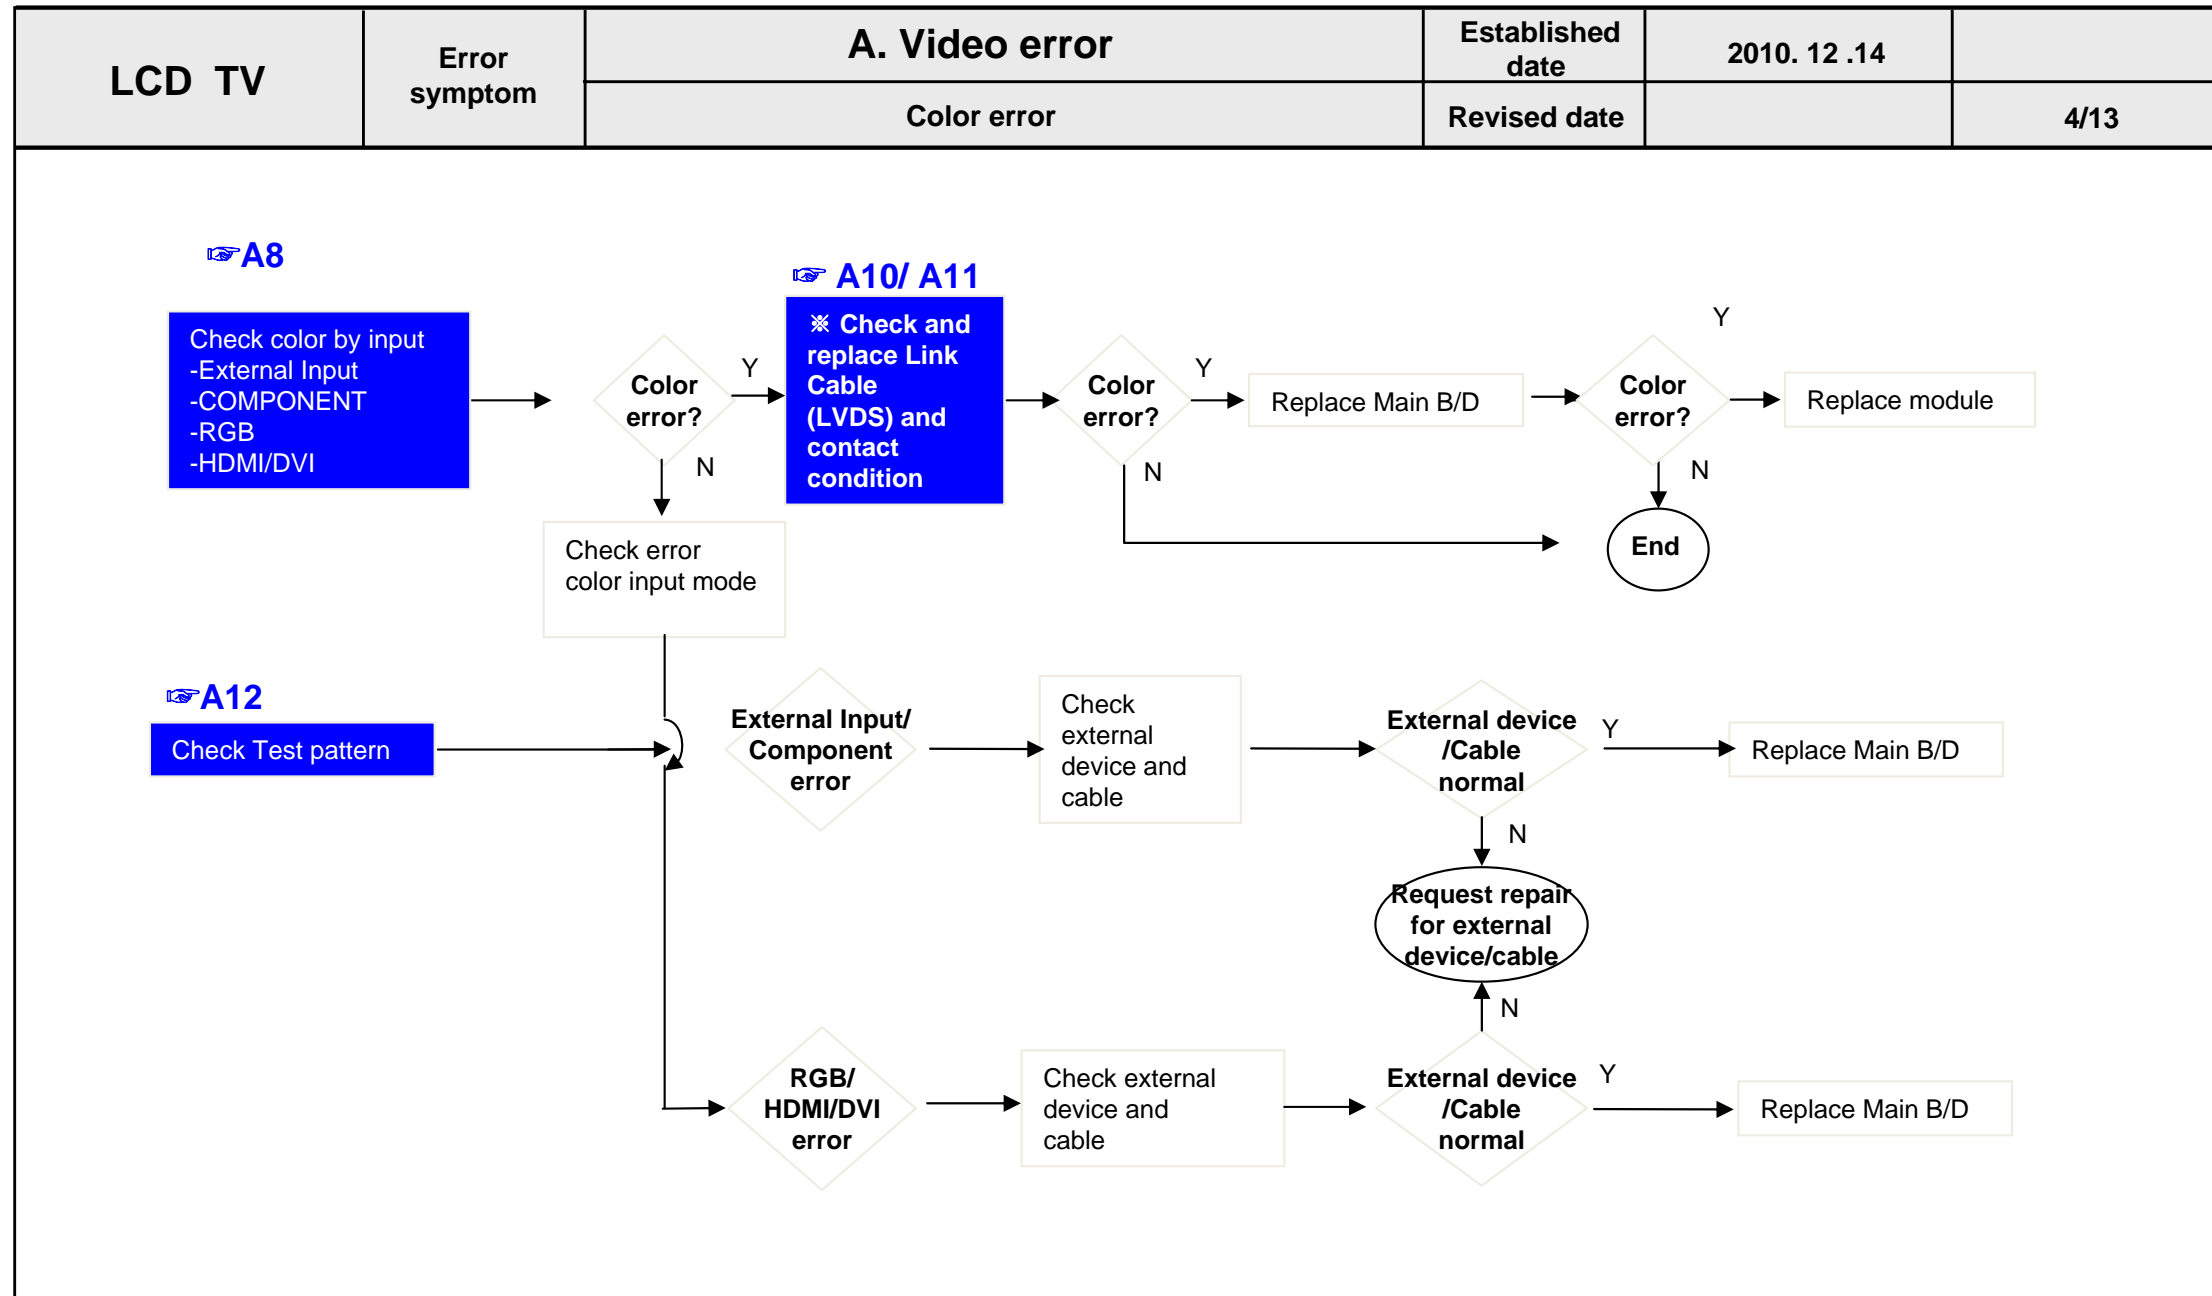 LCD  TV
Error
symptom
A. Video error
Color error
Established
date
2010. 12 .14
Revised date
4/13
☞A8
☞ A10/ A11
Check color by input
-External Input
-COMPONENT
-RGB
-HDMI/DVI
Color
error?
Y
N
※ Check and
replace Link
Cable
(LVDS) and
contact
condition
Color
error?
Y
N
Replace Main B/D
Color
error?
Y
N
Replace module
End
Check error
color input mode
☞A12
Check Test pattern
External Input/
Component
error
Check
external
device and
cable
External device
/Cable
normal
Y
N
Replace Main B/D
Request repair
for external
device/cable
N
RGB/
HDMI/DVI
error
Check external
device and
cable
External device
/Cable
normal
Y
Replace Main B/D